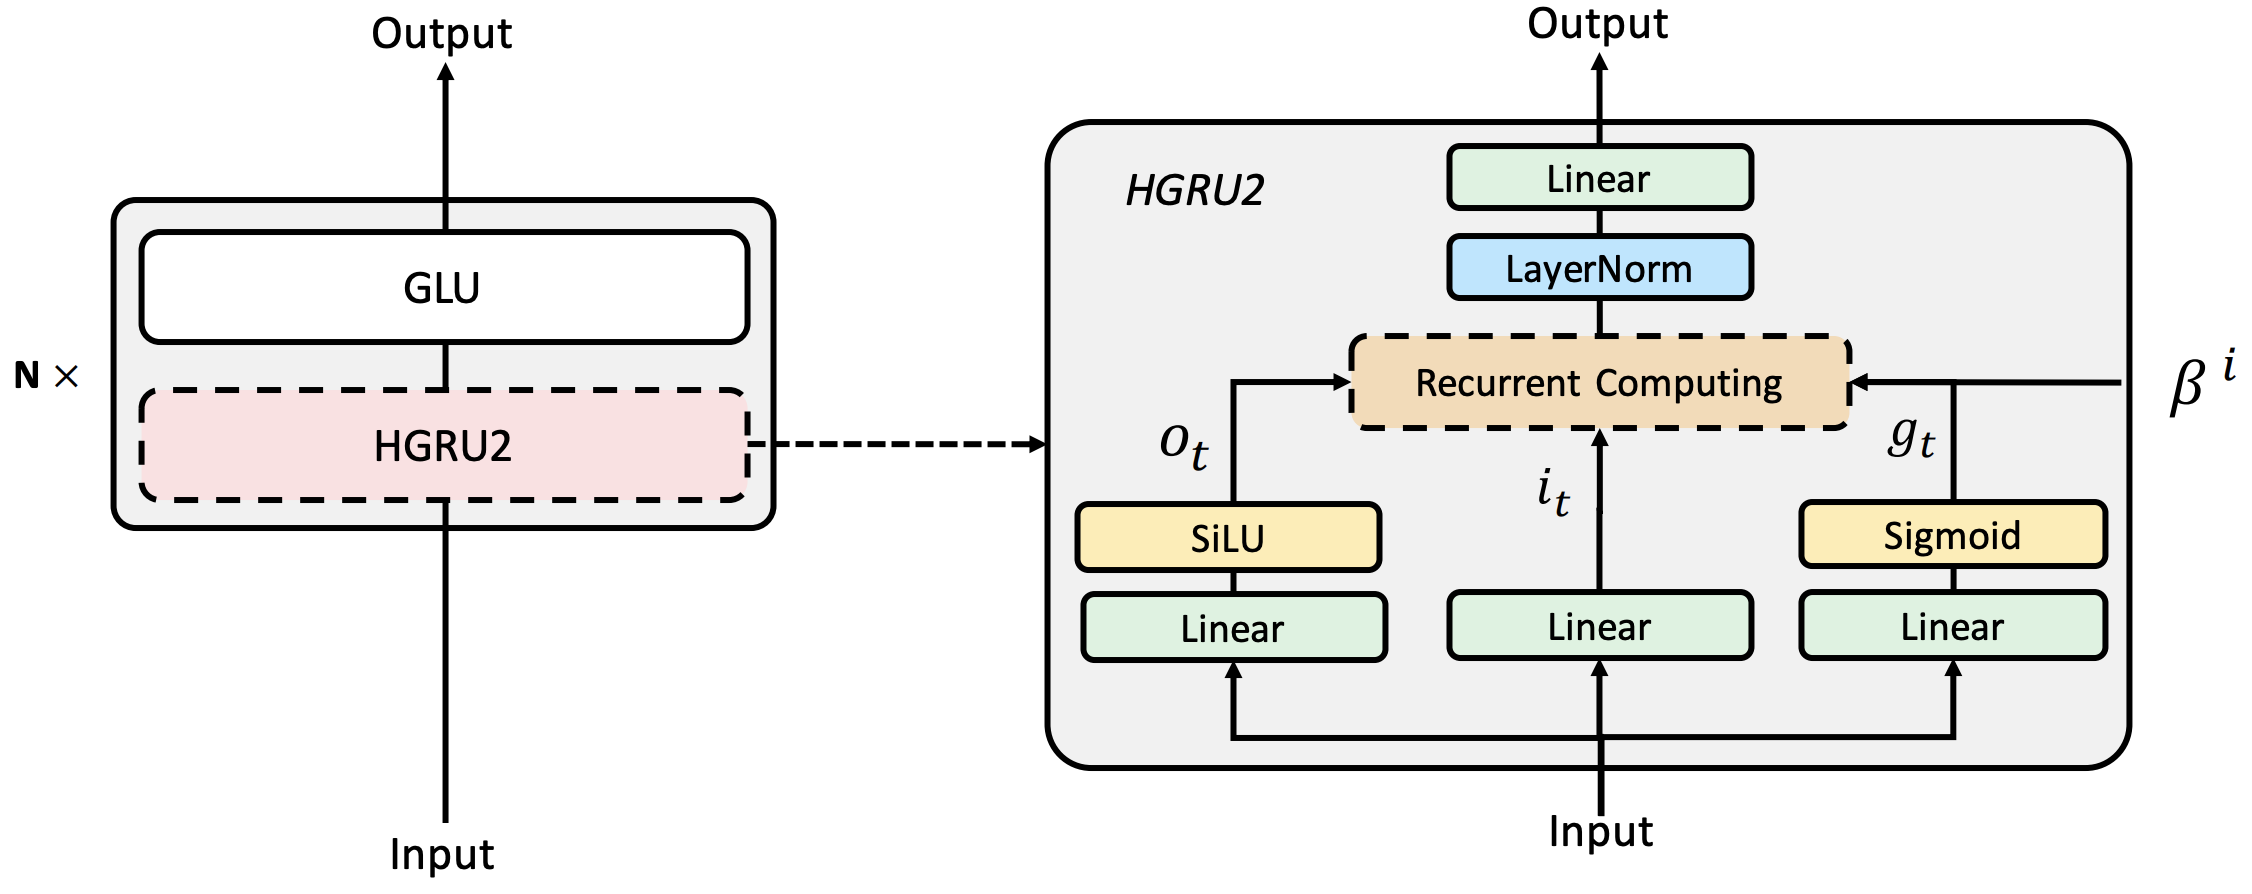 Output
GLU
N ×
HGRU2
Input
Output
HGRU2
Linear
LayerNorm
Recurrent Computing
β^i
o_t
i_t
g_t
SiLU
Sigmoid
Linear
Linear
Linear
Input